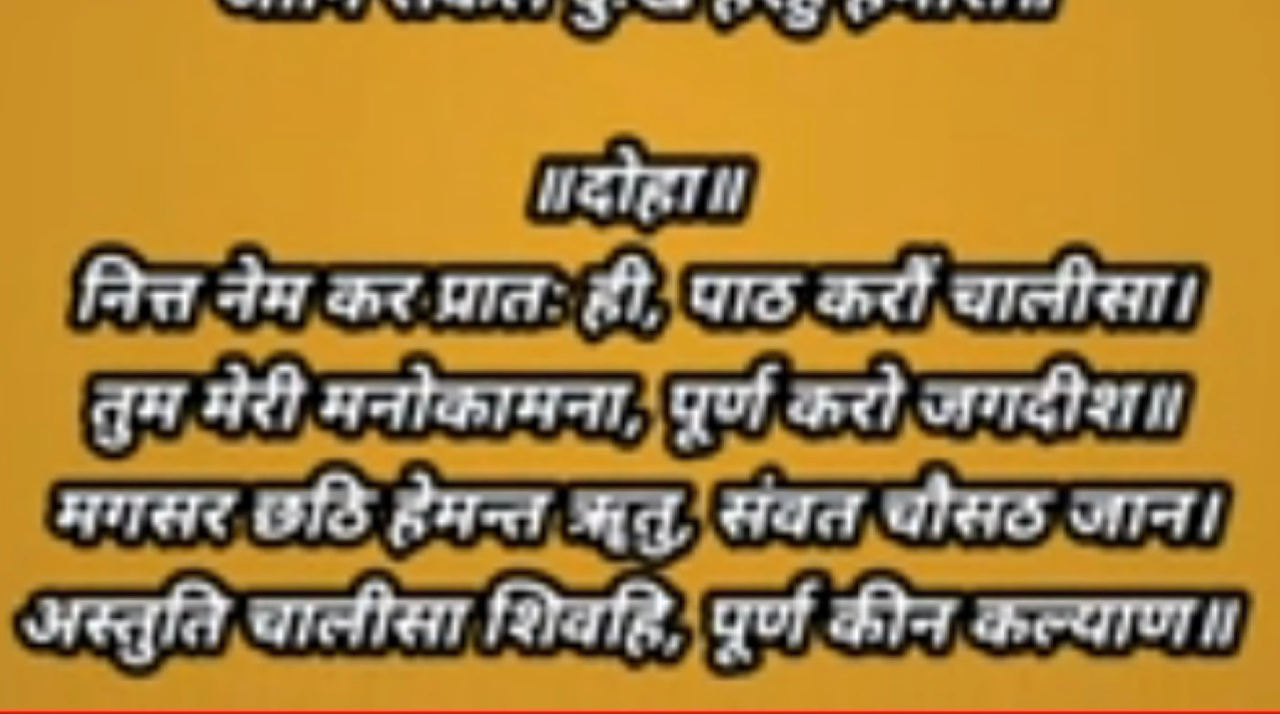 ॥दोहा॥
नित्त नेम कर प्रातः ही, पाठ करौं चालीसा।
तुम मेरी मनोकामना, पूर्ण करो जगदीश॥
मगसर छठि हेमन्त ॠतु, संवत चौसठ जान।
अस्तुति चालीसा शिवहि, पूर्ण कीन कल्याण॥